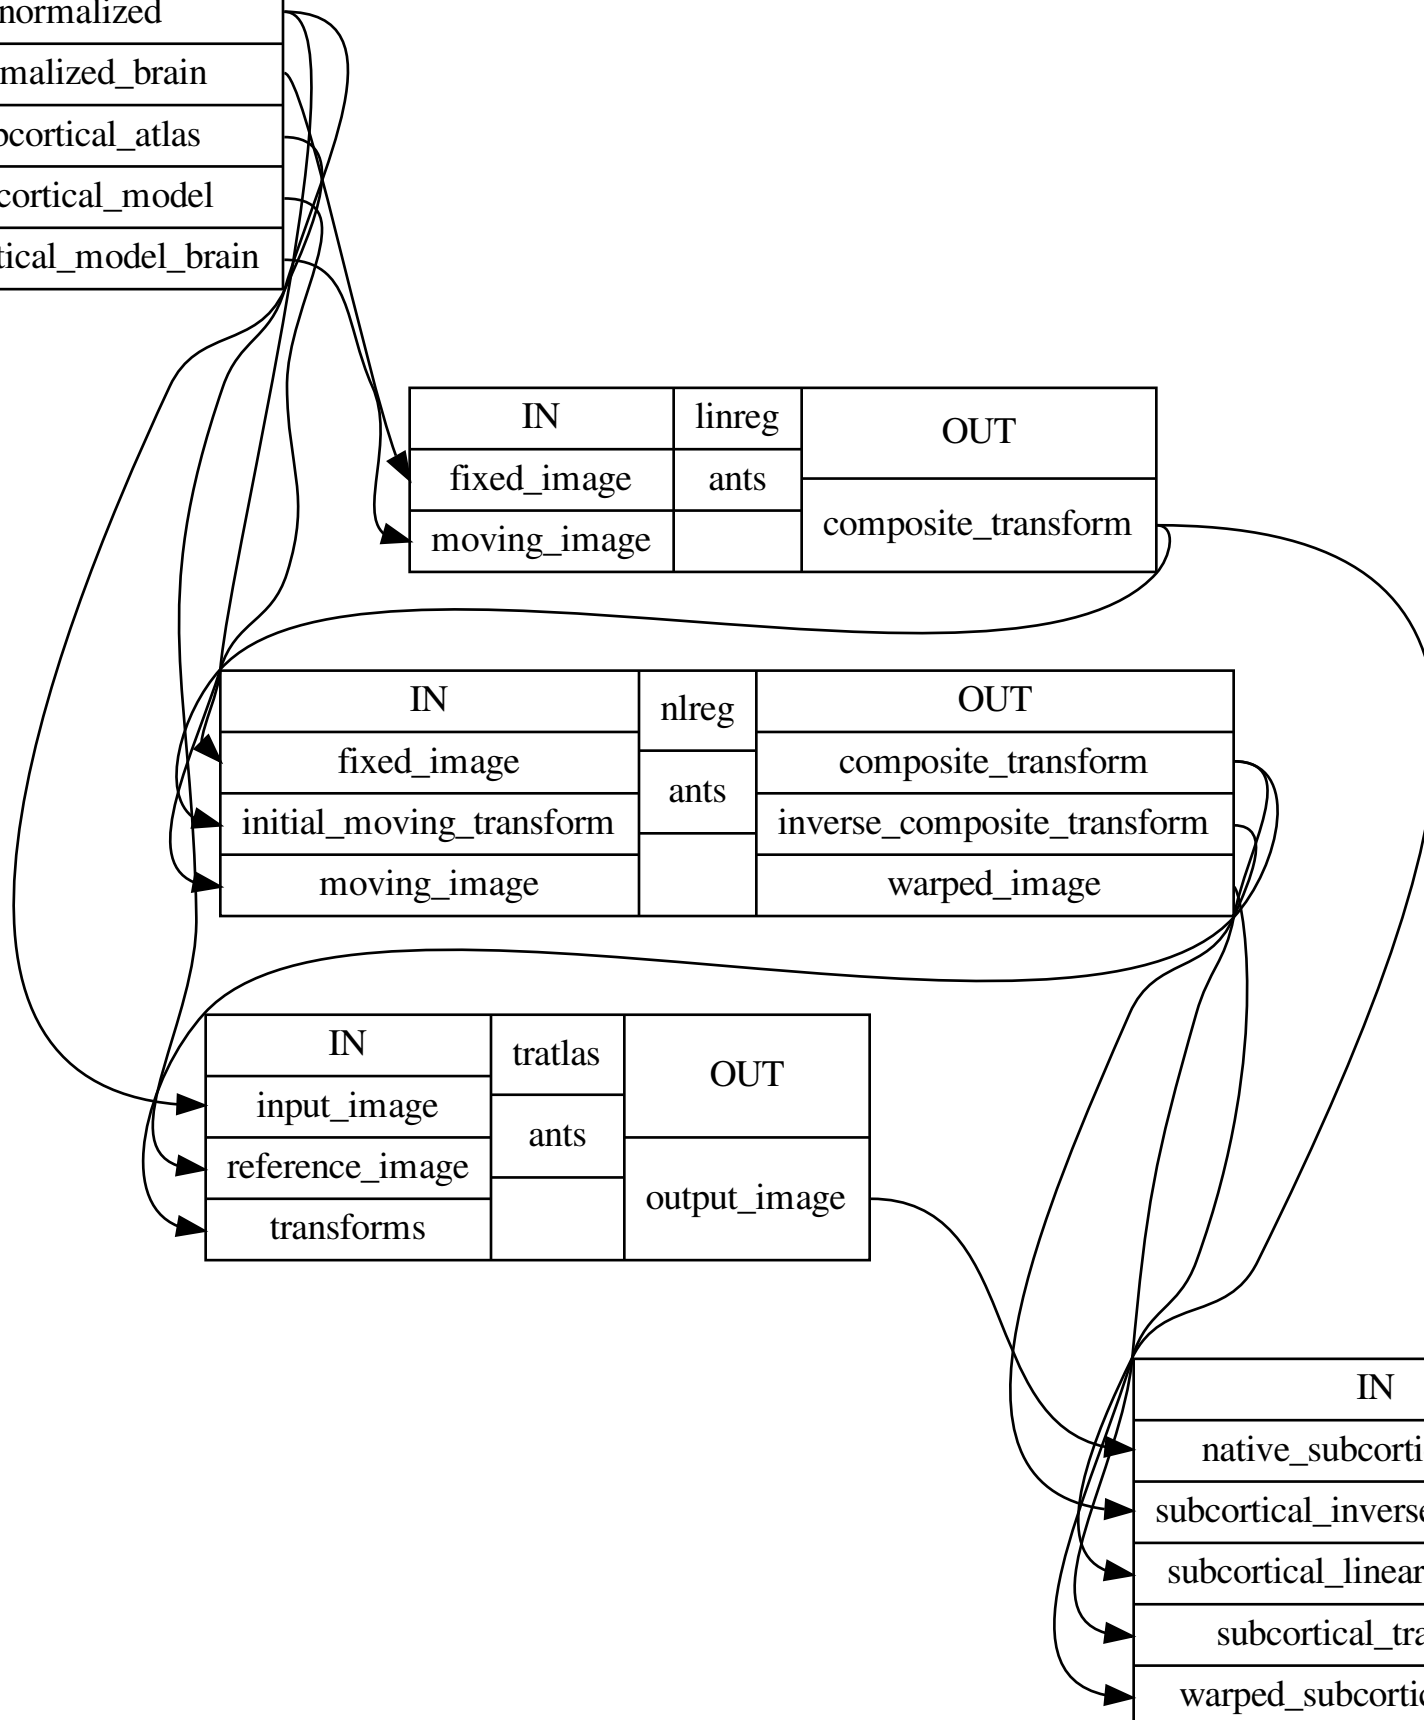 normalized
malized_brain
cortical_atlas
cortical_model
tical_model_brain
IN
linreg
OUT
fixed_image
ants
composite_transform
moving_image
IN
nlreg
OUT
fixed_image
composite_transform
ants
initial_moving_transform
inverse_composite_transform
moving_image
warped_image
IN
tratlas
OUT
input_image
ants
reference_image
output_image
transforms
IN
native_subcorti
subcortical_inverse
subcortical_linear
subcortical_tra
warped_subcortic